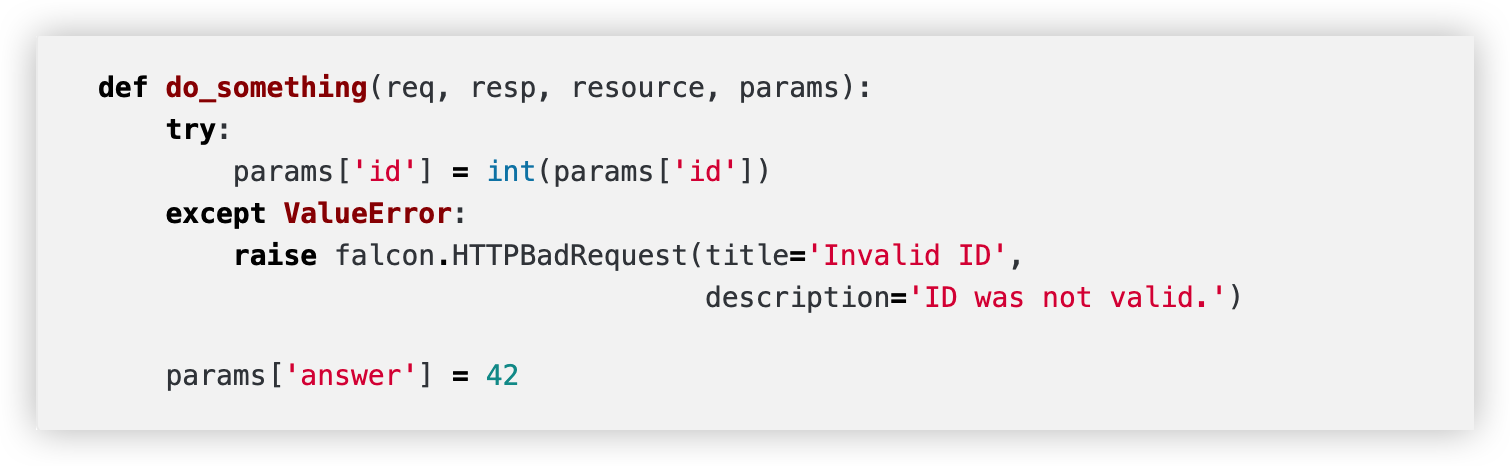 def do_something(req, resp, resource, params):
    try:
        params['id'] = int(params['id'])
    except ValueError:
        raise falcon.HTTPBadRequest(title='Invalid ID',
                                    description='ID was not valid.')

    params['answer'] = 42